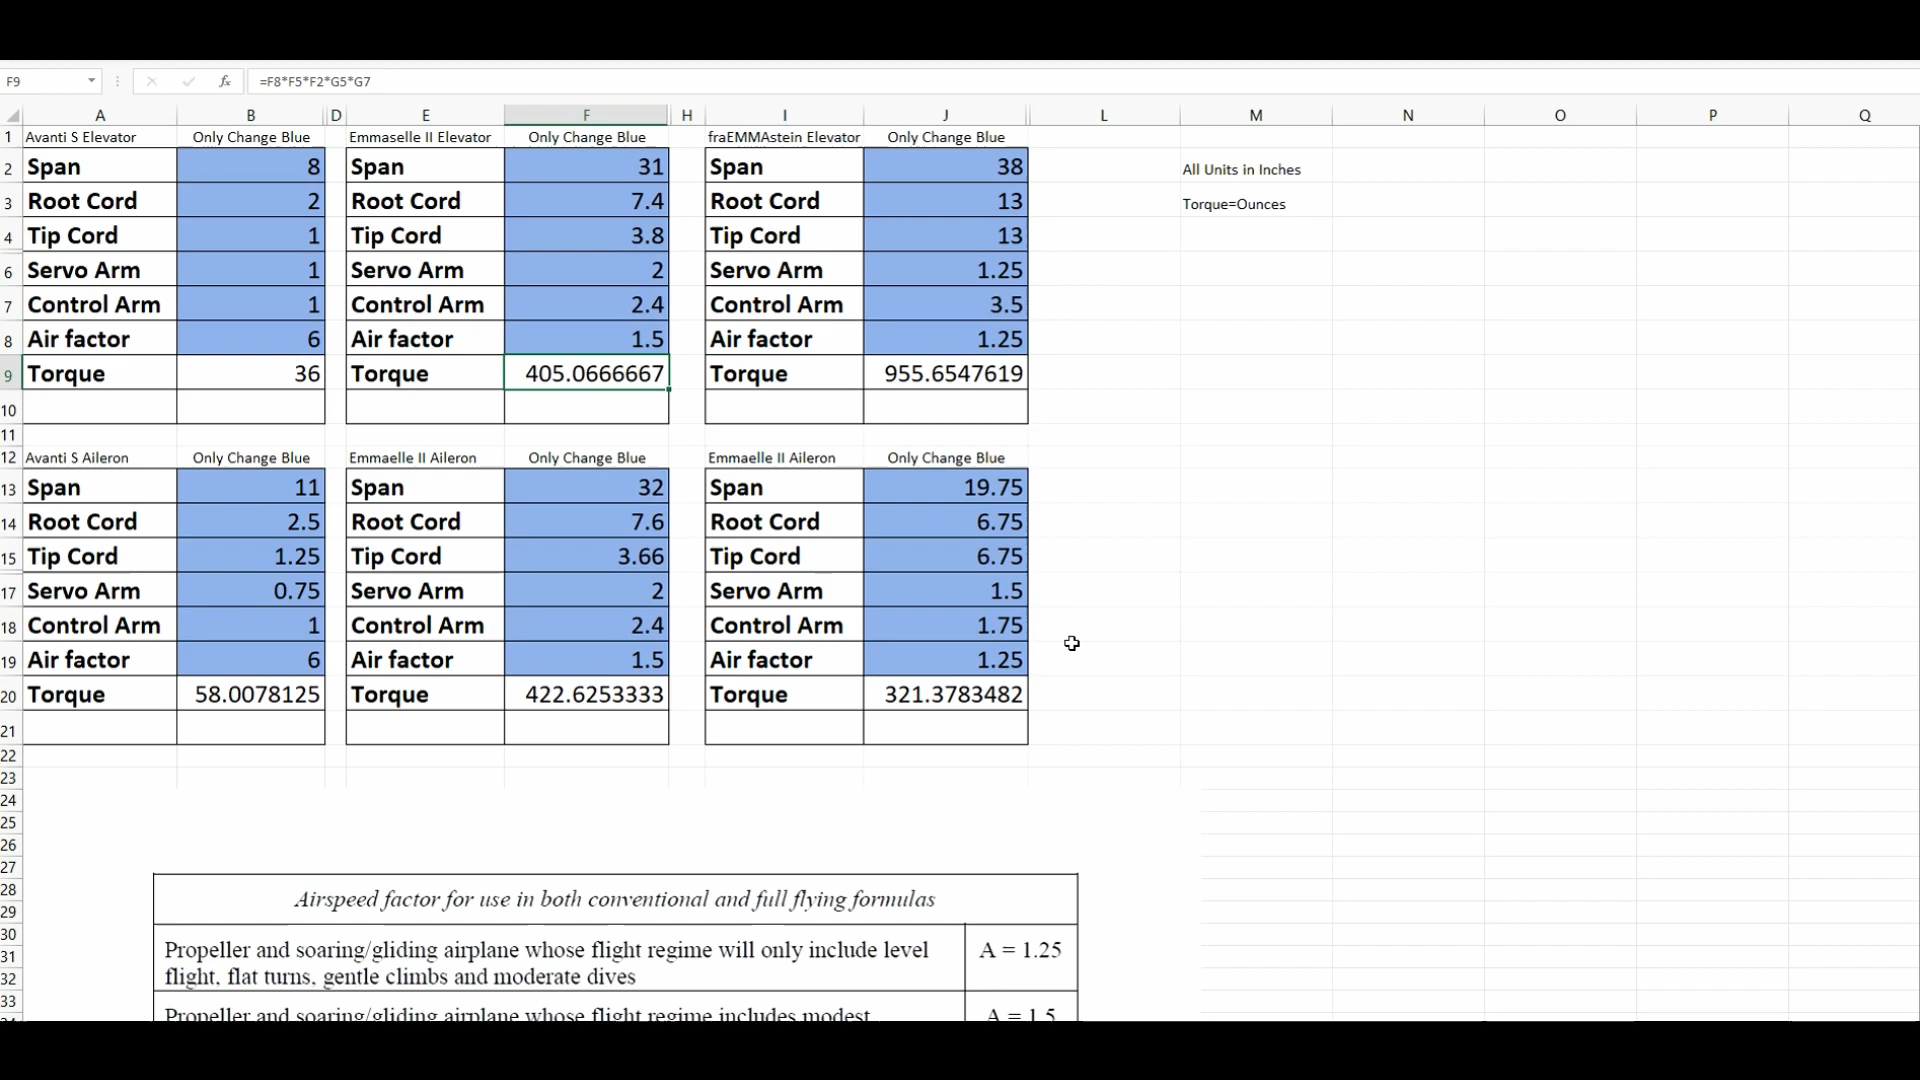 F9 fx =F8*F5*F2*G5*G7
A B D E F H I J L M N O P Q
1 Avanti S Elevator Only Change Blue Emmaselle II Elevator Only Change Blue fraEMMAstein Elevator Only Change Blue
2 Span 8 Span 31 Span 38 All Units in Inches
3 Root Cord 2 Root Cord 7.4 Root Cord 13 Torque=Ounces
4 Tip Cord 1 Tip Cord 3.8 Tip Cord 13
6 Servo Arm 1 Servo Arm 2 Servo Arm 1.25
7 Control Arm 1 Control Arm 2.4 Control Arm 3.5
8 Air factor 6 Air factor 1.5 Air factor 1.25
9 Torque 36 Torque 405.0666667 Torque 955.6547619
10
11
12 Avanti S Aileron Only Change Blue Emmaelle II Aileron Only Change Blue Emmaelle II Aileron Only Change Blue
13 Span 11 Span 32 Span 19.75
14 Root Cord 2.5 Root Cord 7.6 Root Cord 6.75
15 Tip Cord 1.25 Tip Cord 3.66 Tip Cord 6.75
17 Servo Arm 0.75 Servo Arm 2 Servo Arm 1.5
18 Control Arm 1 Control Arm 2.4 Control Arm 1.75
19 Air factor 6 Air factor 1.5 Air factor 1.25
20 Torque 58.0078125 Torque 422.6253333 Torque 321.3783482
21
22
23
24
25
26
27
28 Airspeed factor for use in both conventional and full flying formulas
29
30
31 Propeller and soaring/gliding airplane whose flight regime will only include level A = 1.25
32 flight, flat turns, gentle climbs and moderate dives
33
Propeller and soaring/gliding airplane whose flight regime includes modest A = 1.5